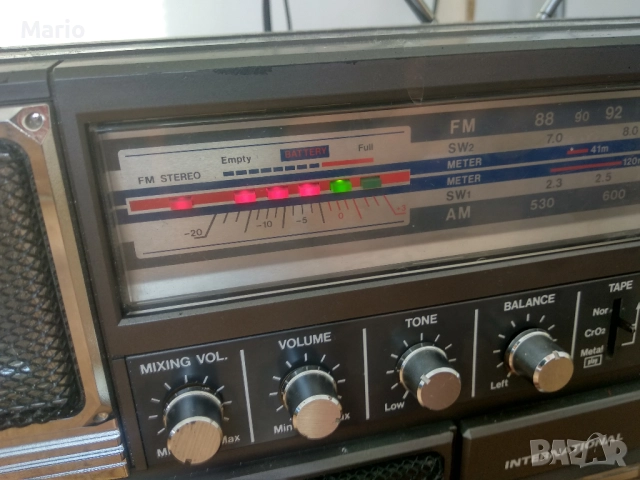 Mario
FM 88 90 92
SW2 7.0 8.0
41m
METER
120m
METER
SW1 2.3 2.5
AM 530 600
Empty BATTERY Full
FM STEREO
-20 -10 -5 0
MIXING VOL. VOLUME TONE BALANCE TAPE
Nor
CrO2
Metal
Max
Min
Low
Left
INTERNATIONAL
BAZAR